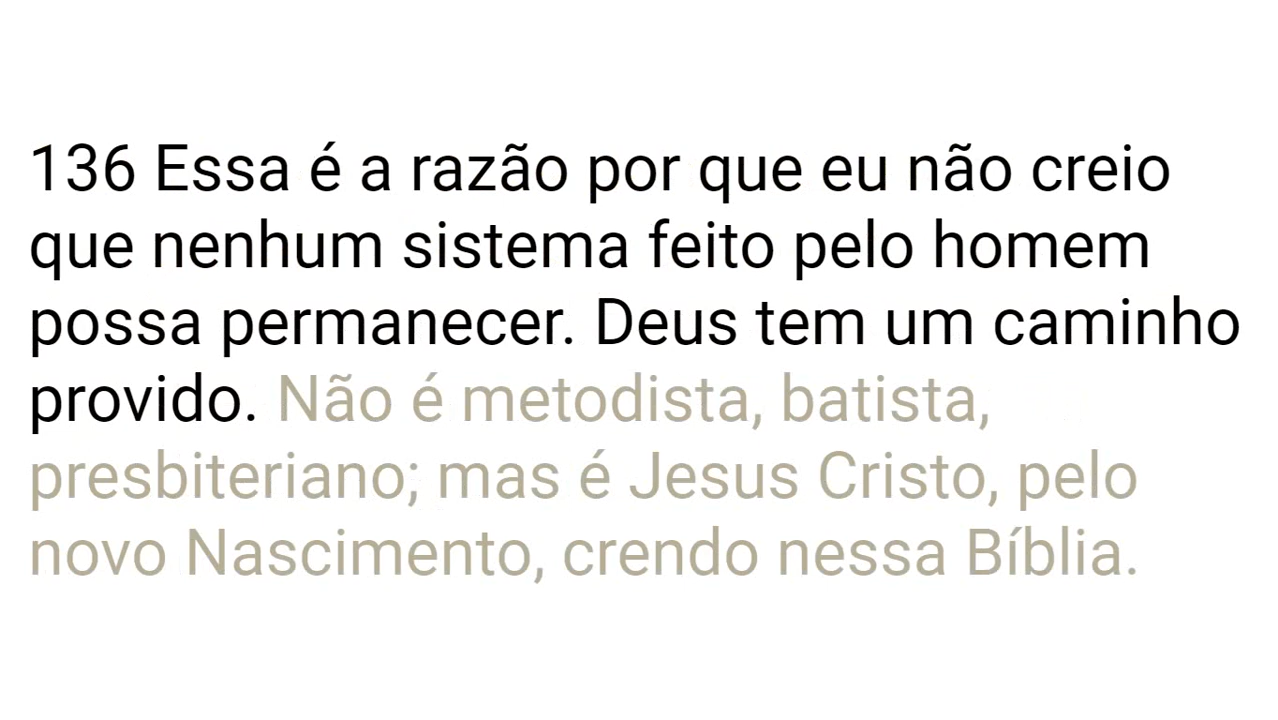 136 Essa é a razão por que eu não creio
que nenhum sistema feito pelo homem
possa permanecer. Deus tem um caminho
provido. Não é metodista, batista,
presbiteriano; mas é Jesus Cristo, pelo
novo Nascimento, crendo nessa Bíblia.